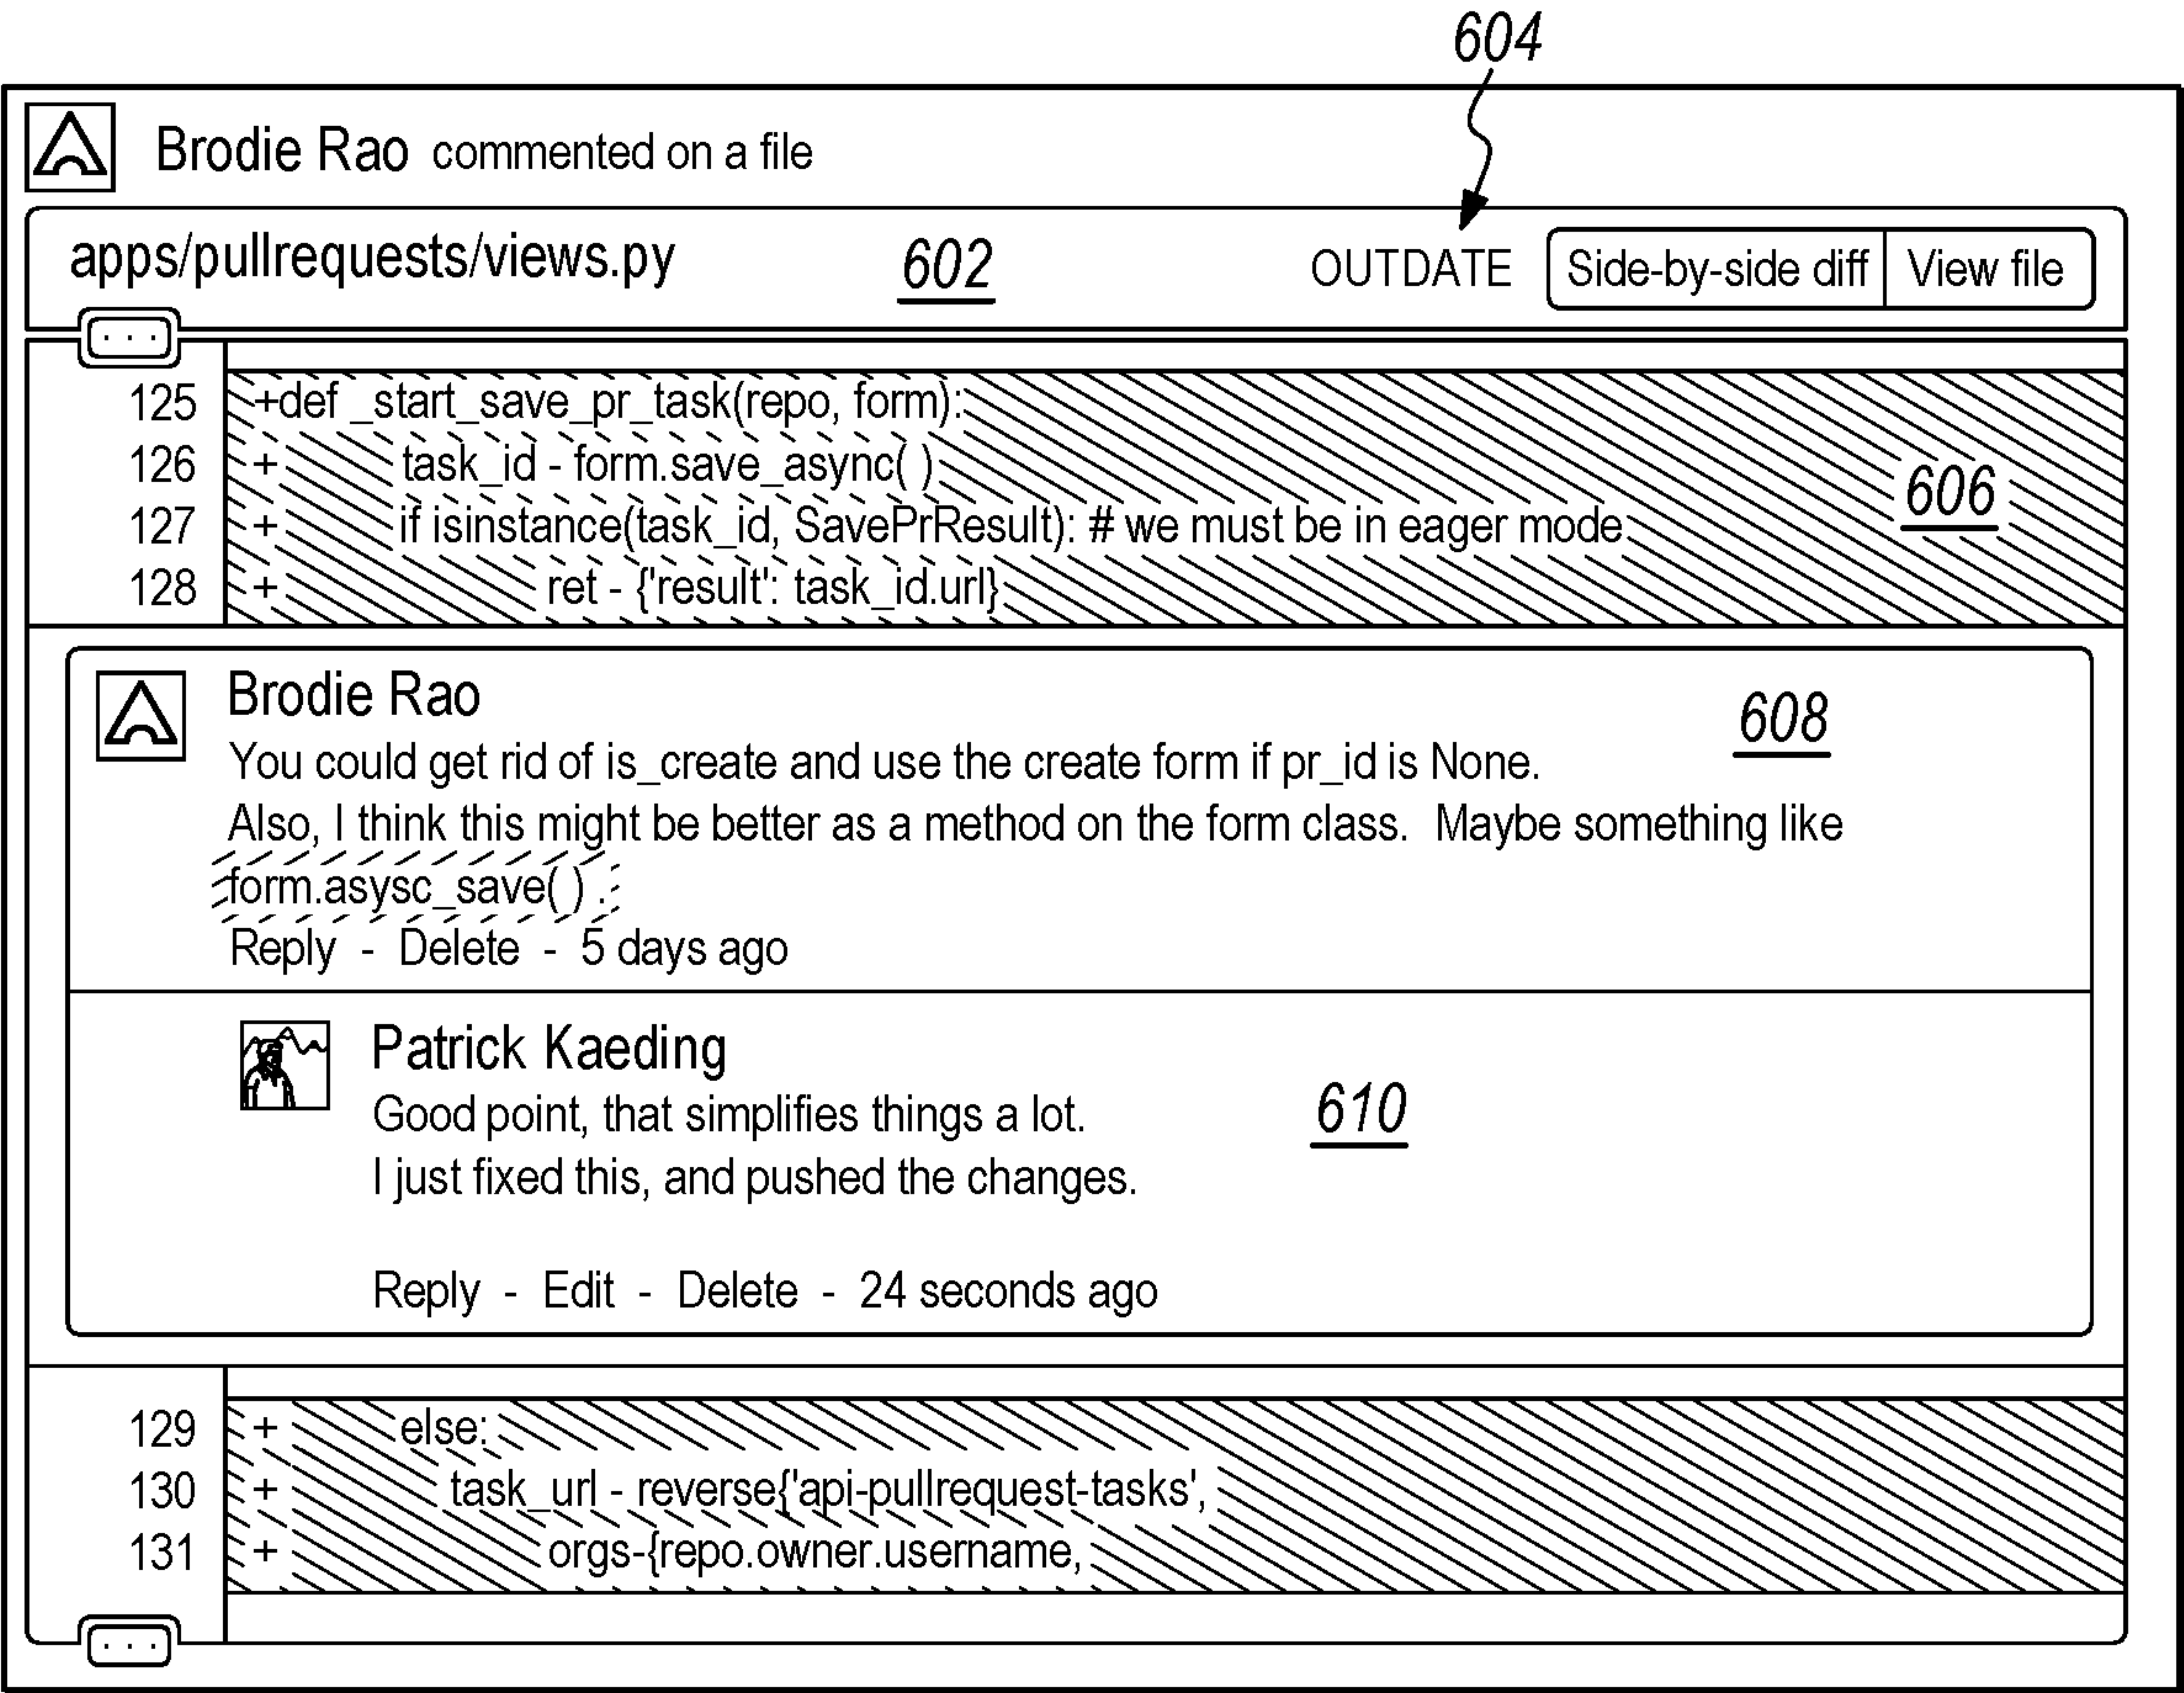 604
Brodie Rao commented on a file
apps/pullrequests/views.py 602 OUTDATE Side-by-side diff View file
...
125 +def _start_save_pr_task(repo, form):
126 + task_id - form.save_async( )
606
127 + if isinstance(task_id, SavePrResult): # we must be in eager mode
128 + ret - {'result': task_id.url}
Brodie Rao
608
You could get rid of is_create and use the create form if pr_id is None.
Also, I think this might be better as a method on the form class. Maybe something like
form.asysc_save( ) .
Reply - Delete - 5 days ago
Patrick Kaeding
Good point, that simplifies things a lot. 610
I just fixed this, and pushed the changes.
Reply - Edit - Delete - 24 seconds ago
129 + else:
130 + task_url - reverse{'api-pullrequest-tasks',
131 + orgs-{repo.owner.username,
...